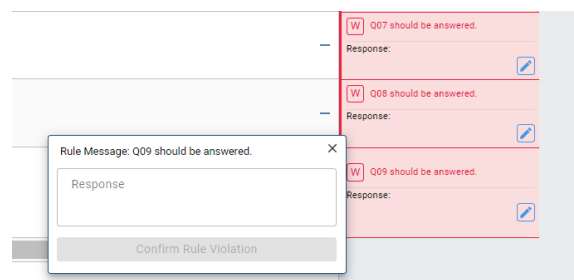 W Q07 should be answered.
Response:
W Q08 should be answered.
Response:
Rule Message: Q09 should be answered.
Response
Confirm Rule Violation
W Q09 should be answered.
Response: